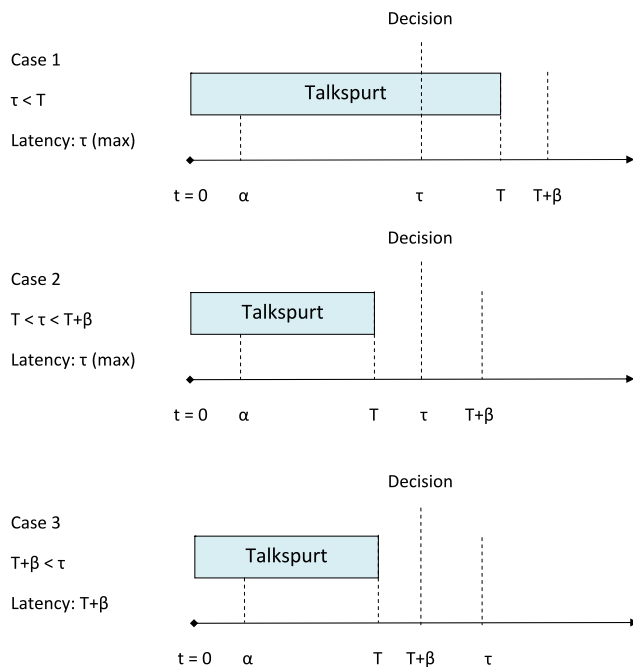 Decision
Case 1
τ < T
Talkspurt
Latency: τ (max)
t = 0 α τ T T+β
Decision
Case 2
T < τ < T+β
Talkspurt
Latency: τ (max)
t = 0 α T τ T+β
Decision
Case 3
T+β < τ
Talkspurt
Latency: T+β
t = 0 α T T+β τ